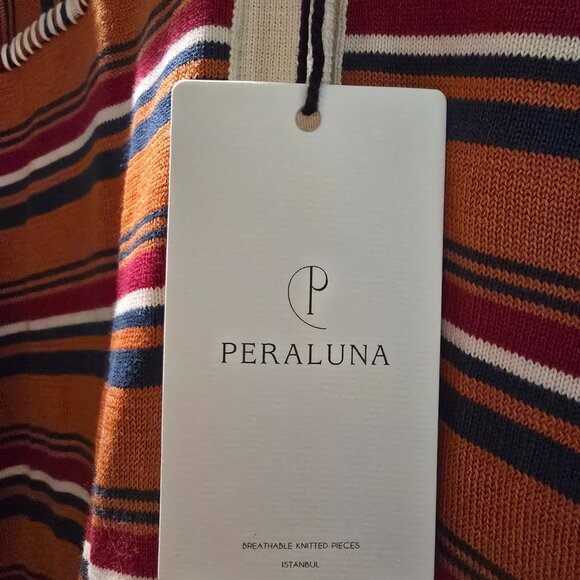 P
PERALUNA
BREATHABLE KNITTED PIECES
ISTANBUL